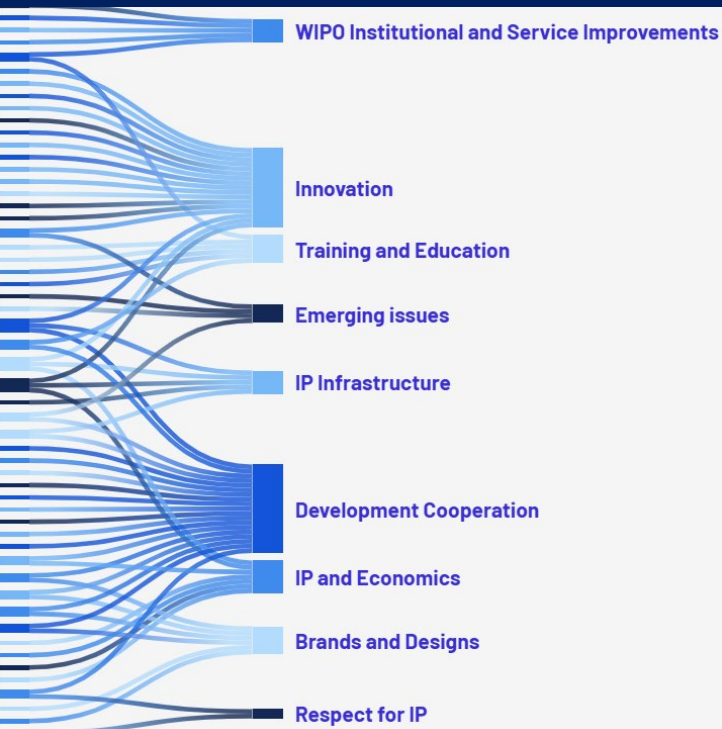 WIPO Institutional and Service Improvements
Innovation
Training and Education
Emerging issues
IP Infrastructure
Development Cooperation
IP and Economics
Brands and Designs
Respect for IP